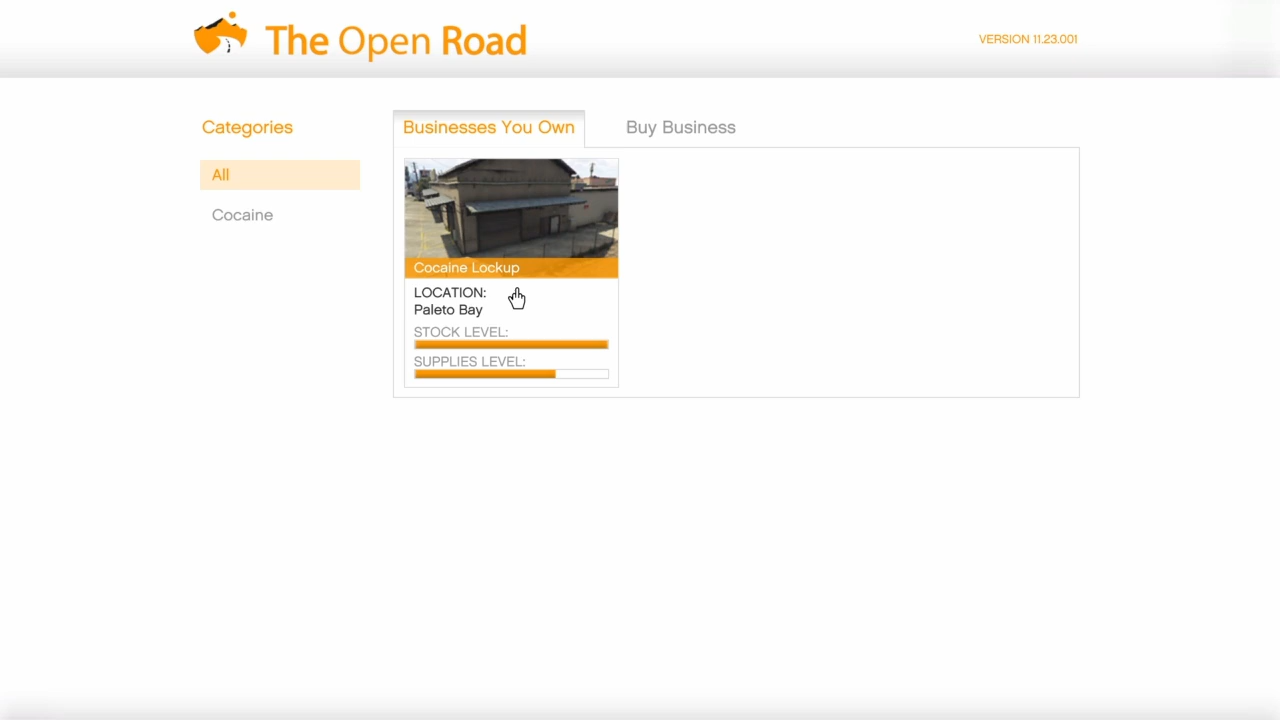 The Open Road
VERSION 11.23.001
Categories
All
Cocaine
Businesses You Own
Buy Business
Cocaine Lockup
LOCATION:
Paleto Bay
STOCK LEVEL:
SUPPLIES LEVEL: